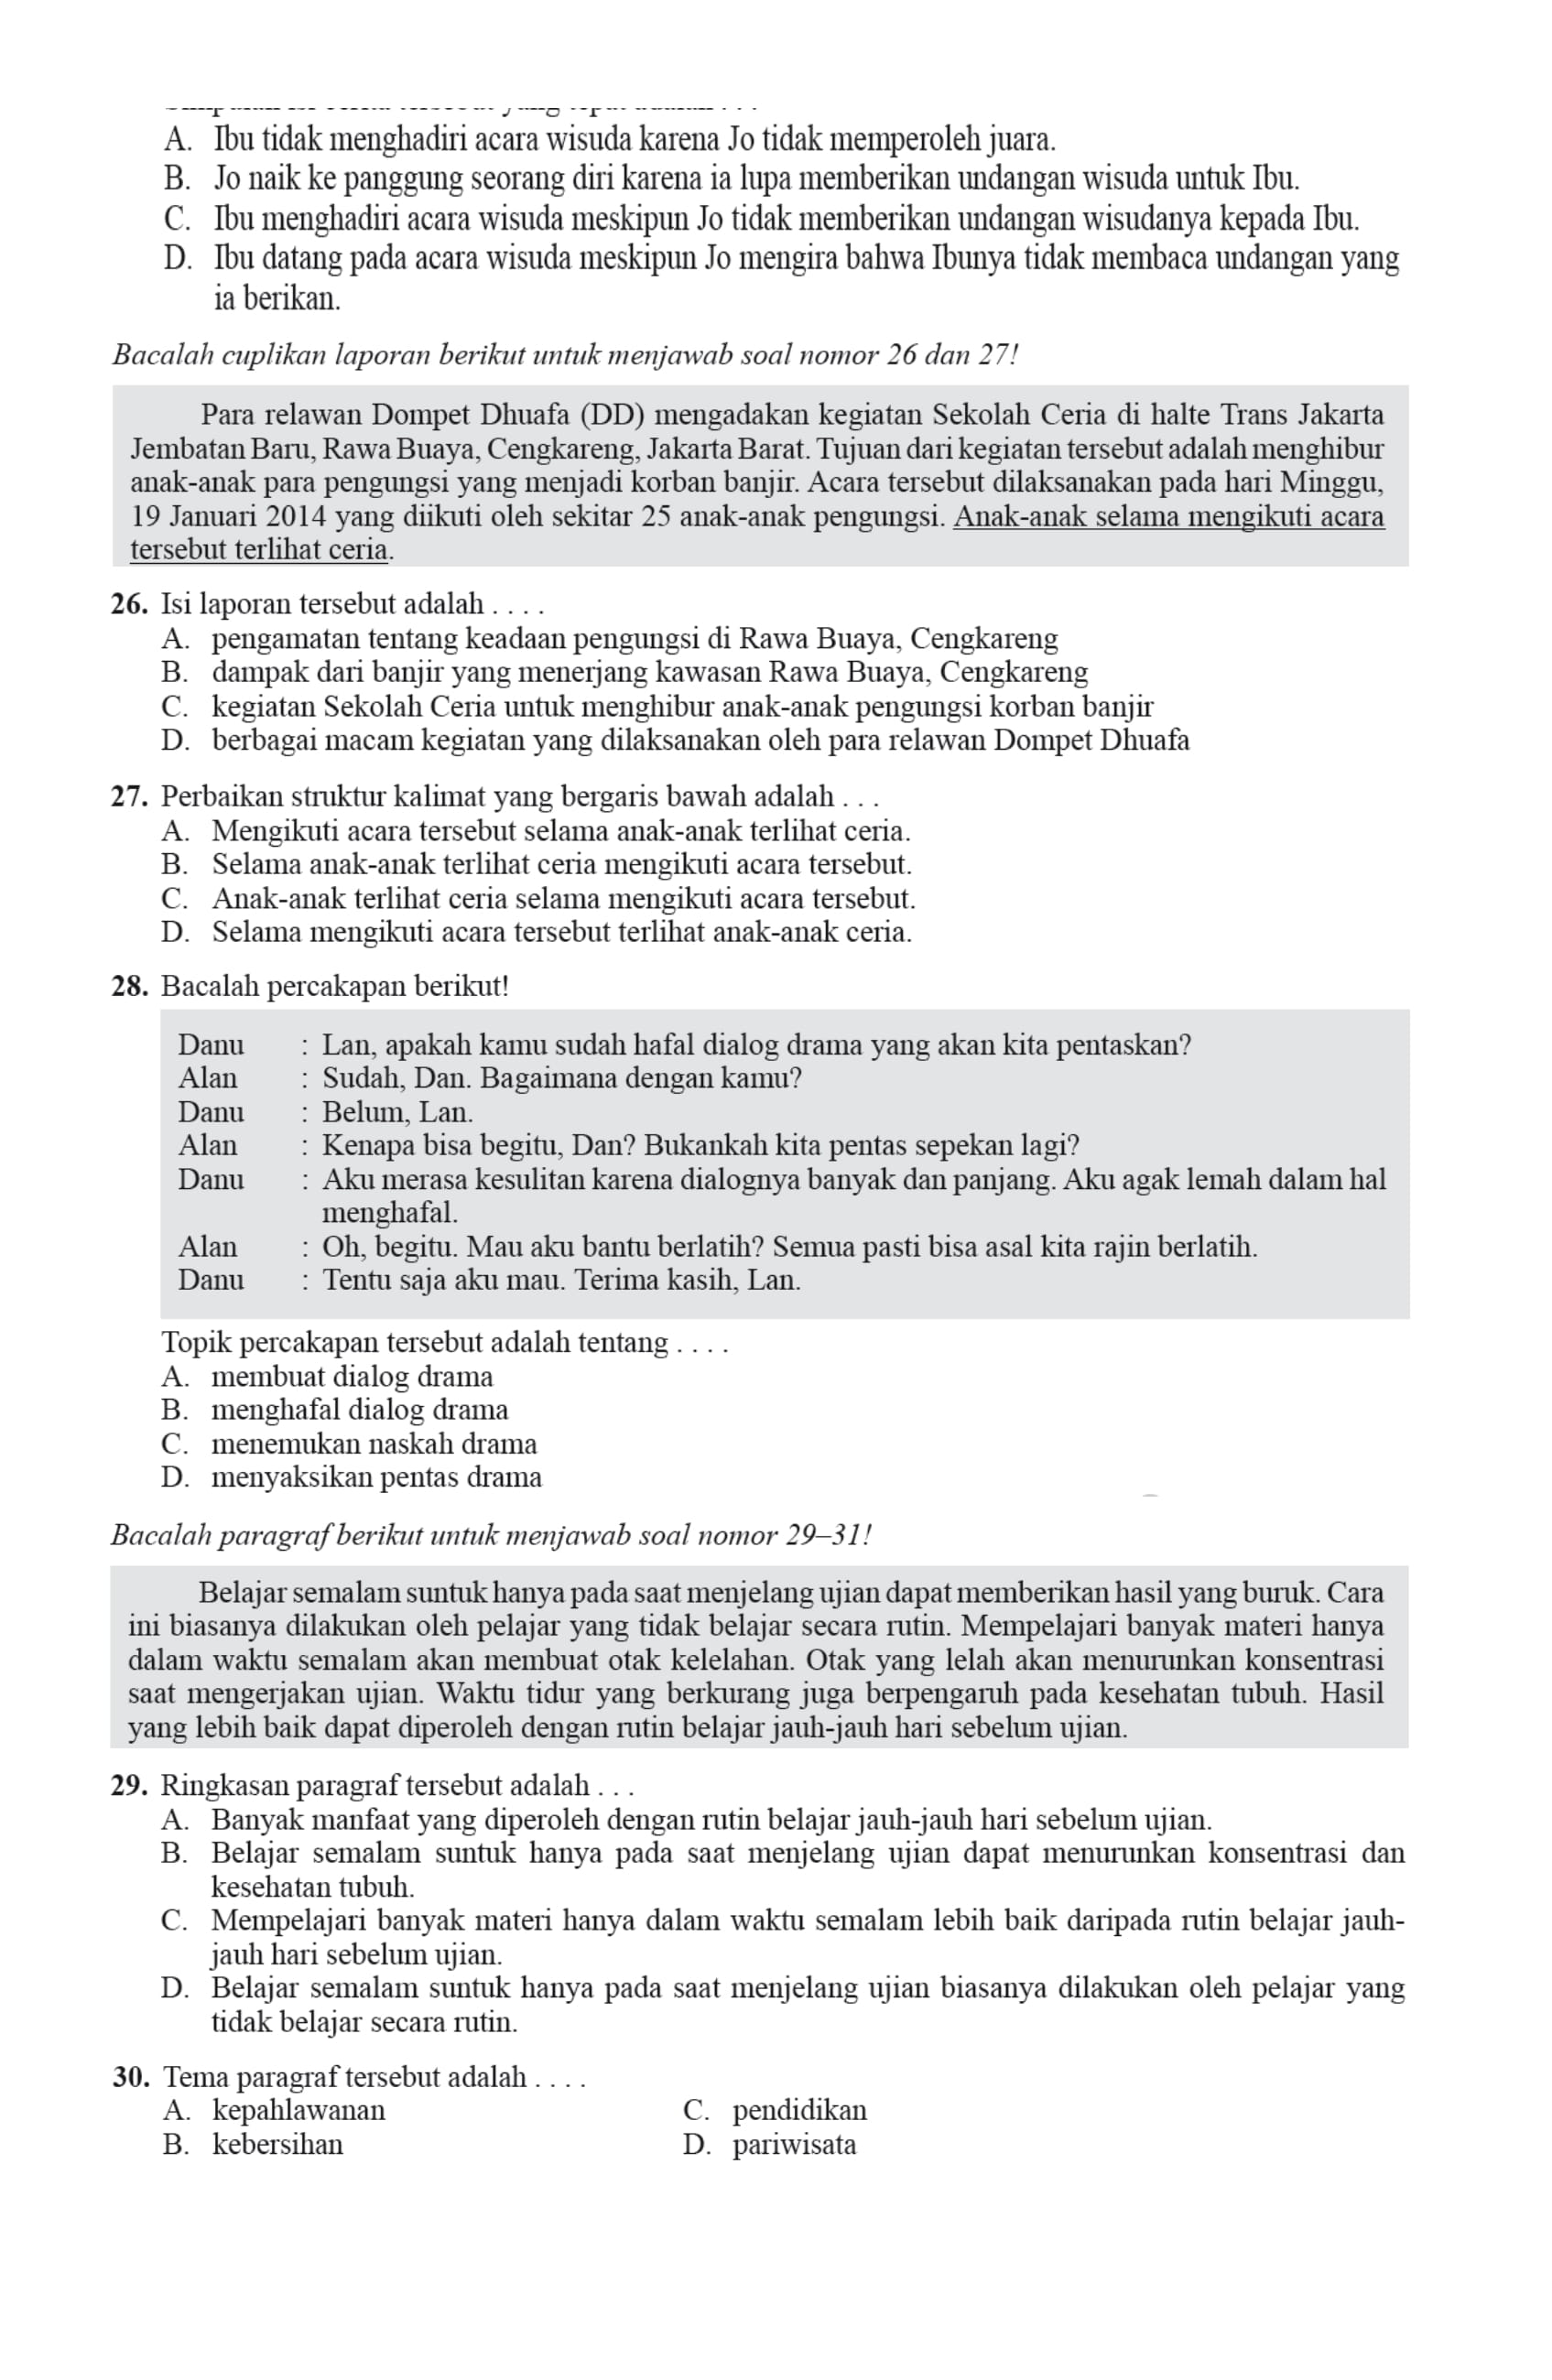 A. Ibu tidak menghadiri acara wisuda karena Jo tidak memperoleh juara.
B. Jo naik ke panggung seorang diri karena ia lupa memberikan undangan wisuda untuk Ibu.
C. Ibu menghadiri acara wisuda meskipun Jo tidak memberikan undangan wisudanya kepada Ibu.
D. Ibu datang pada acara wisuda meskipun Jo mengira bahwa Ibunya tidak membaca undangan yang
ia berikan.
Bacalah cuplikan laporan berikut untuk menjawab soal nomor 26 dan 27!
Para relawan Dompet Dhuafa (DD) mengadakan kegiatan Sekolah Ceria di halte Trans Jakarta
Jembatan Baru, Rawa Buaya, Cengkareng, Jakarta Barat. Tujuan dari kegiatan tersebut adalah menghibur
anak-anak para pengungsi yang menjadi korban banjir. Acara tersebut dilaksanakan pada hari Minggu,
19 Januari 2014 yang diikuti oleh sekitar 25 anak-anak pengungsi. Anak-anak selama mengikuti acara
tersebut terlihat ceria.
26. Isi laporan tersebut adalah . . . .
A. pengamatan tentang keadaan pengungsi di Rawa Buaya, Cengkareng
B. dampak dari banjir yang menerjang kawasan Rawa Buaya, Cengkareng
C. kegiatan Sekolah Ceria untuk menghibur anak-anak pengungsi korban banjir
D. berbagai macam kegiatan yang dilaksanakan oleh para relawan Dompet Dhuafa
27. Perbaikan struktur kalimat yang bergaris bawah adalah . . .
A. Mengikuti acara tersebut selama anak-anak terlihat ceria.
B. Selama anak-anak terlihat ceria mengikuti acara tersebut.
C. Anak-anak terlihat ceria selama mengikuti acara tersebut.
D. Selama mengikuti acara tersebut terlihat anak-anak ceria.
28. Bacalah percakapan berikut!
Danu : Lan, apakah kamu sudah hafal dialog drama yang akan kita pentaskan?
Alan : Sudah, Dan. Bagaimana dengan kamu?
Danu : Belum, Lan.
Alan : Kenapa bisa begitu, Dan? Bukankah kita pentas sepekan lagi?
Danu : Aku merasa kesulitan karena dialognya banyak dan panjang. Aku agak lemah dalam hal
menghafal.
Alan : Oh, begitu. Mau aku bantu berlatih? Semua pasti bisa asal kita rajin berlatih.
Danu : Tentu saja aku mau. Terima kasih, Lan.
Topik percakapan tersebut adalah tentang . . . .
A. membuat dialog drama
B. menghafal dialog drama
C. menemukan naskah drama
D. menyaksikan pentas drama
Bacalah paragraf berikut untuk menjawab soal nomor 29–31!
Belajar semalam suntuk hanya pada saat menjelang ujian dapat memberikan hasil yang buruk. Cara
ini biasanya dilakukan oleh pelajar yang tidak belajar secara rutin. Mempelajari banyak materi hanya
dalam waktu semalam akan membuat otak kelelahan. Otak yang lelah akan menurunkan konsentrasi
saat mengerjakan ujian. Waktu tidur yang berkurang juga berpengaruh pada kesehatan tubuh. Hasil
yang lebih baik dapat diperoleh dengan rutin belajar jauh-jauh hari sebelum ujian.
29. Ringkasan paragraf tersebut adalah . . .
A. Banyak manfaat yang diperoleh dengan rutin belajar jauh-jauh hari sebelum ujian.
B. Belajar semalam suntuk hanya pada saat menjelang ujian dapat menurunkan konsentrasi dan
kesehatan tubuh.
C. Mempelajari banyak materi hanya dalam waktu semalam lebih baik daripada rutin belajar jauh-
jauh hari sebelum ujian.
D. Belajar semalam suntuk hanya pada saat menjelang ujian biasanya dilakukan oleh pelajar yang
tidak belajar secara rutin.
30. Tema paragraf tersebut adalah . . . .
A. kepahlawanan C. pendidikan
B. kebersihan D. pariwisata